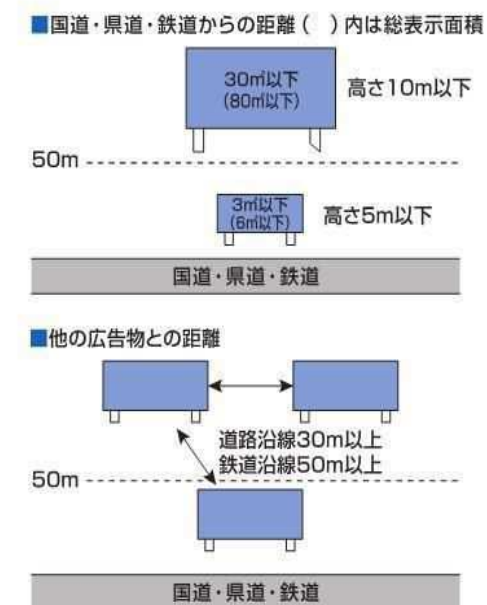 ■国道・県道・鉄道からの距離(　)内は総表示面積
30㎡以下
(80㎡以下)
高さ10m以下
50m
3㎡以下
(6㎡以下)
高さ5m以下
国道・県道・鉄道
■他の広告物との距離
道路沿線30m以上
鉄道沿線50m以上
50m
国道・県道・鉄道